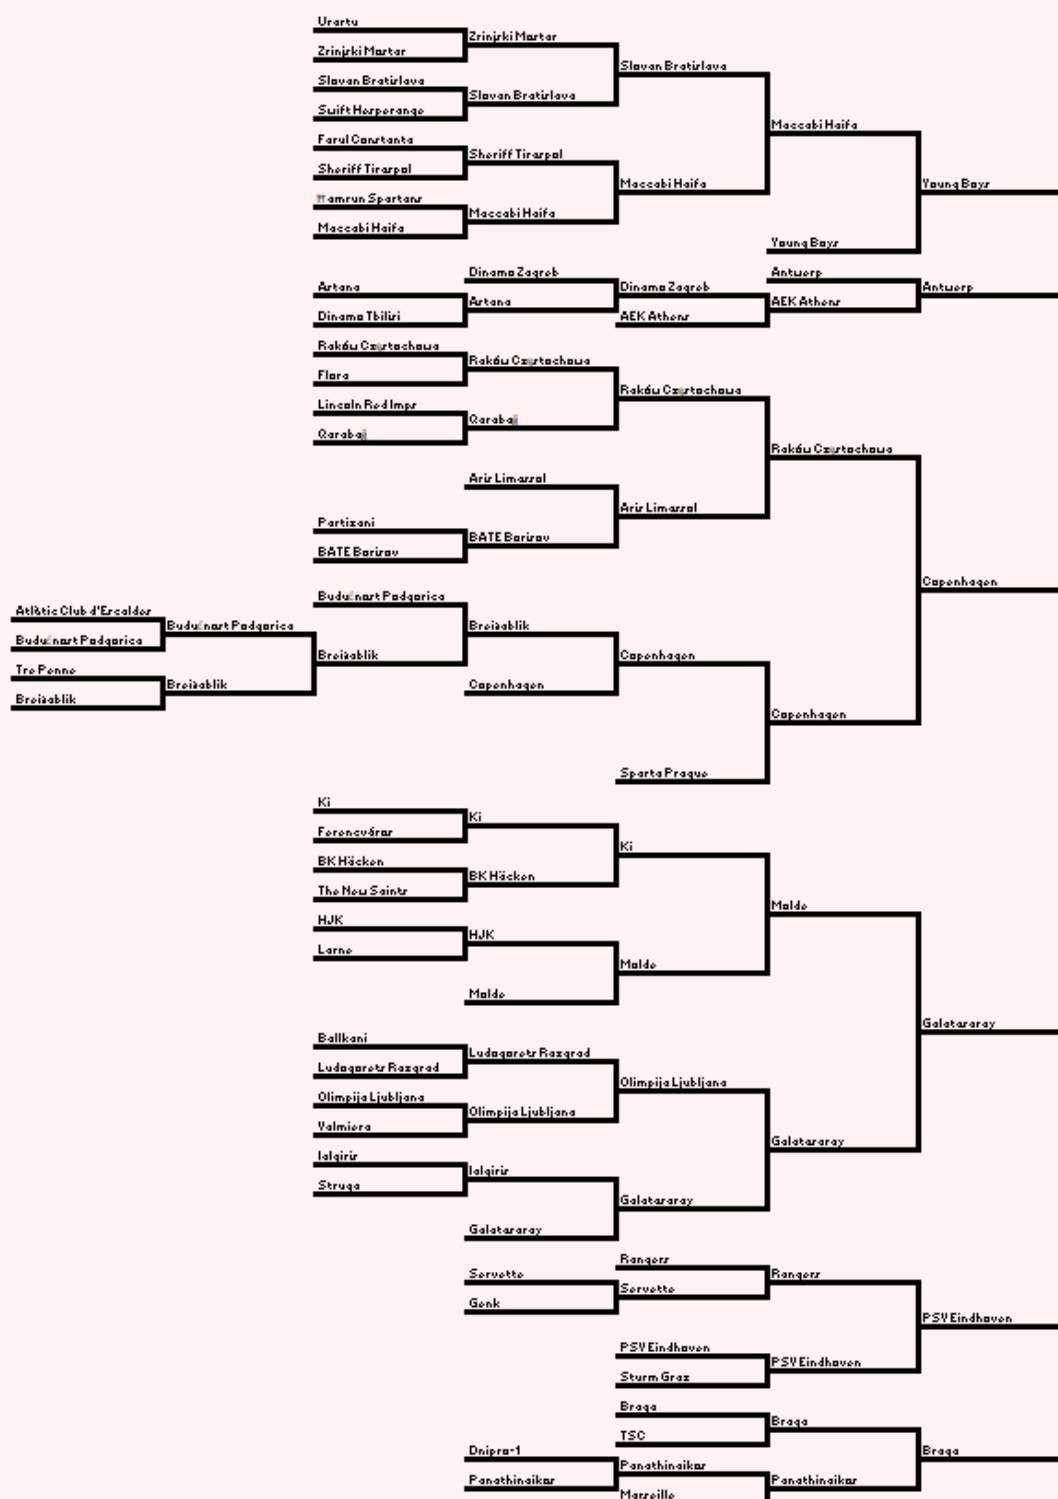 Urartu
Zrinjski Mostar
Zrinjski Mostar
Slovan Bratislava
Slovan Bratislava
Slovan Bratislava
Swift Hesperange
Maccabi Haifa
Farul Constanta
Sheriff Tiraspol
Sheriff Tiraspol
Maccabi Haifa
Young Boys
Ħamrun Spartans
Maccabi Haifa
Maccabi Haifa
Young Boys
Dinamo Zagreb
Antwerp
Astana
Dinamo Zagreb
Antwerp
Astana
AEK Athens
Dinamo Tbilisi
AEK Athens
Raków Częstochowa
Raków Częstochowa
Flora
Raków Częstochowa
Lincoln Red Imps
Qarabağ
Qarabağ
Raków Częstochowa
Aris Limassol
Aris Limassol
Partizani
BATE Borisov
BATE Borisov
Copenhagen
Budućnost Podgorica
Atlètic Club d'Escaldes
Budućnost Podgorica
Breiðablik
Budućnost Podgorica
Breiðablik
Copenhagen
Tre Penne
Breiðablik
Copenhagen
Breiðablik
Copenhagen
Sparta Prague
Ki
Ki
Ferencváros
Ki
BK Häcken
BK Häcken
The New Saints
Molde
HJK
HJK
Larne
Molde
Molde
Galatasaray
Ballkani
Ludogorets Razgrad
Ludogorets Razgrad
Olimpija Ljubljana
Olimpija Ljubljana
Olimpija Ljubljana
Valmiera
Galatasaray
Žalgiris
Žalgiris
Struga
Galatasaray
Galatasaray
Rangers
Servette
Rangers
Servette
Genk
PSV Eindhoven
PSV Eindhoven
PSV Eindhoven
Sturm Graz
Braga
Braga
TSC
Dnipro-1
Braga
Panathinaikos
Panathinaikos
Panathinaikos
Marseille